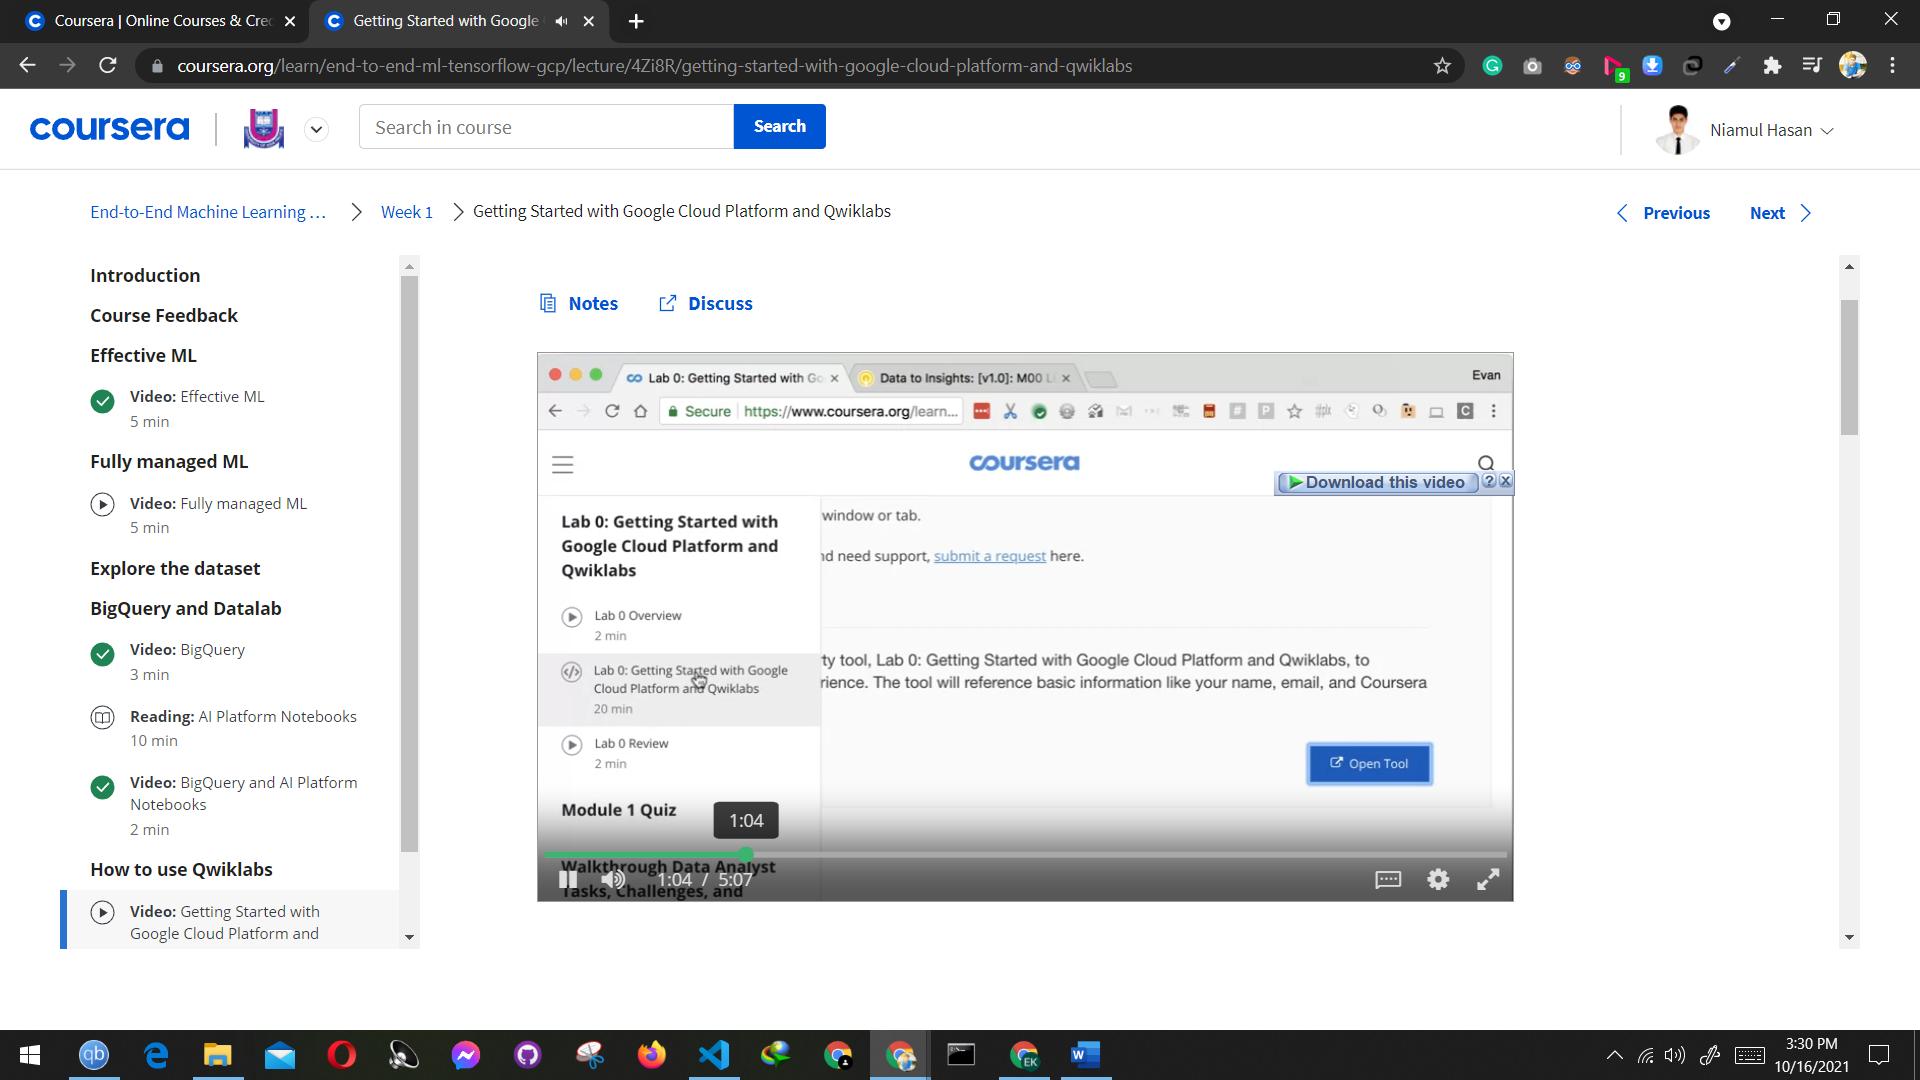 Coursera | Online Courses & Cred
Getting Started with Google
coursera.org/learn/end-to-end-ml-tensorflow-gcp/lecture/4Zi8R/getting-started-with-google-cloud-platform-and-qwiklabs
9
coursera
Search in course
Search
Niamul Hasan
End-to-End Machine Learning …
Week 1
Getting Started with Google Cloud Platform and Qwiklabs
Previous
Next
Introduction
Course Feedback
Effective ML
Video: Effective ML
5 min
Fully managed ML
Video: Fully managed ML
5 min
Explore the dataset
BigQuery and Datalab
Video: BigQuery
3 min
Reading: AI Platform Notebooks
10 min
Video: BigQuery and AI Platform
Notebooks
2 min
How to use Qwiklabs
Video: Getting Started with
Google Cloud Platform and
Notes
Discuss
Lab 0: Getting Started with Go
Data to Insights: [v1.0]: M00
Evan
Secure
https://www.coursera.org/learn...
coursera
Download this video
Lab 0: Getting Started with
Google Cloud Platform and
Qwiklabs
Lab 0 Overview
2 min
Lab 0: Getting Started with Google
Cloud Platform and Qwiklabs
20 min
Lab 0 Review
2 min
Module 1 Quiz
Walkthrough Data Analyst
Tasks, Challenges, and
window or tab.
nd need support, submit a request here.
ty tool, Lab 0: Getting Started with Google Cloud Platform and Qwiklabs, to
rience. The tool will reference basic information like your name, email, and Coursera
Open Tool
1:04
1:04 / 5:07
EK
3:30 PM
10/16/2021